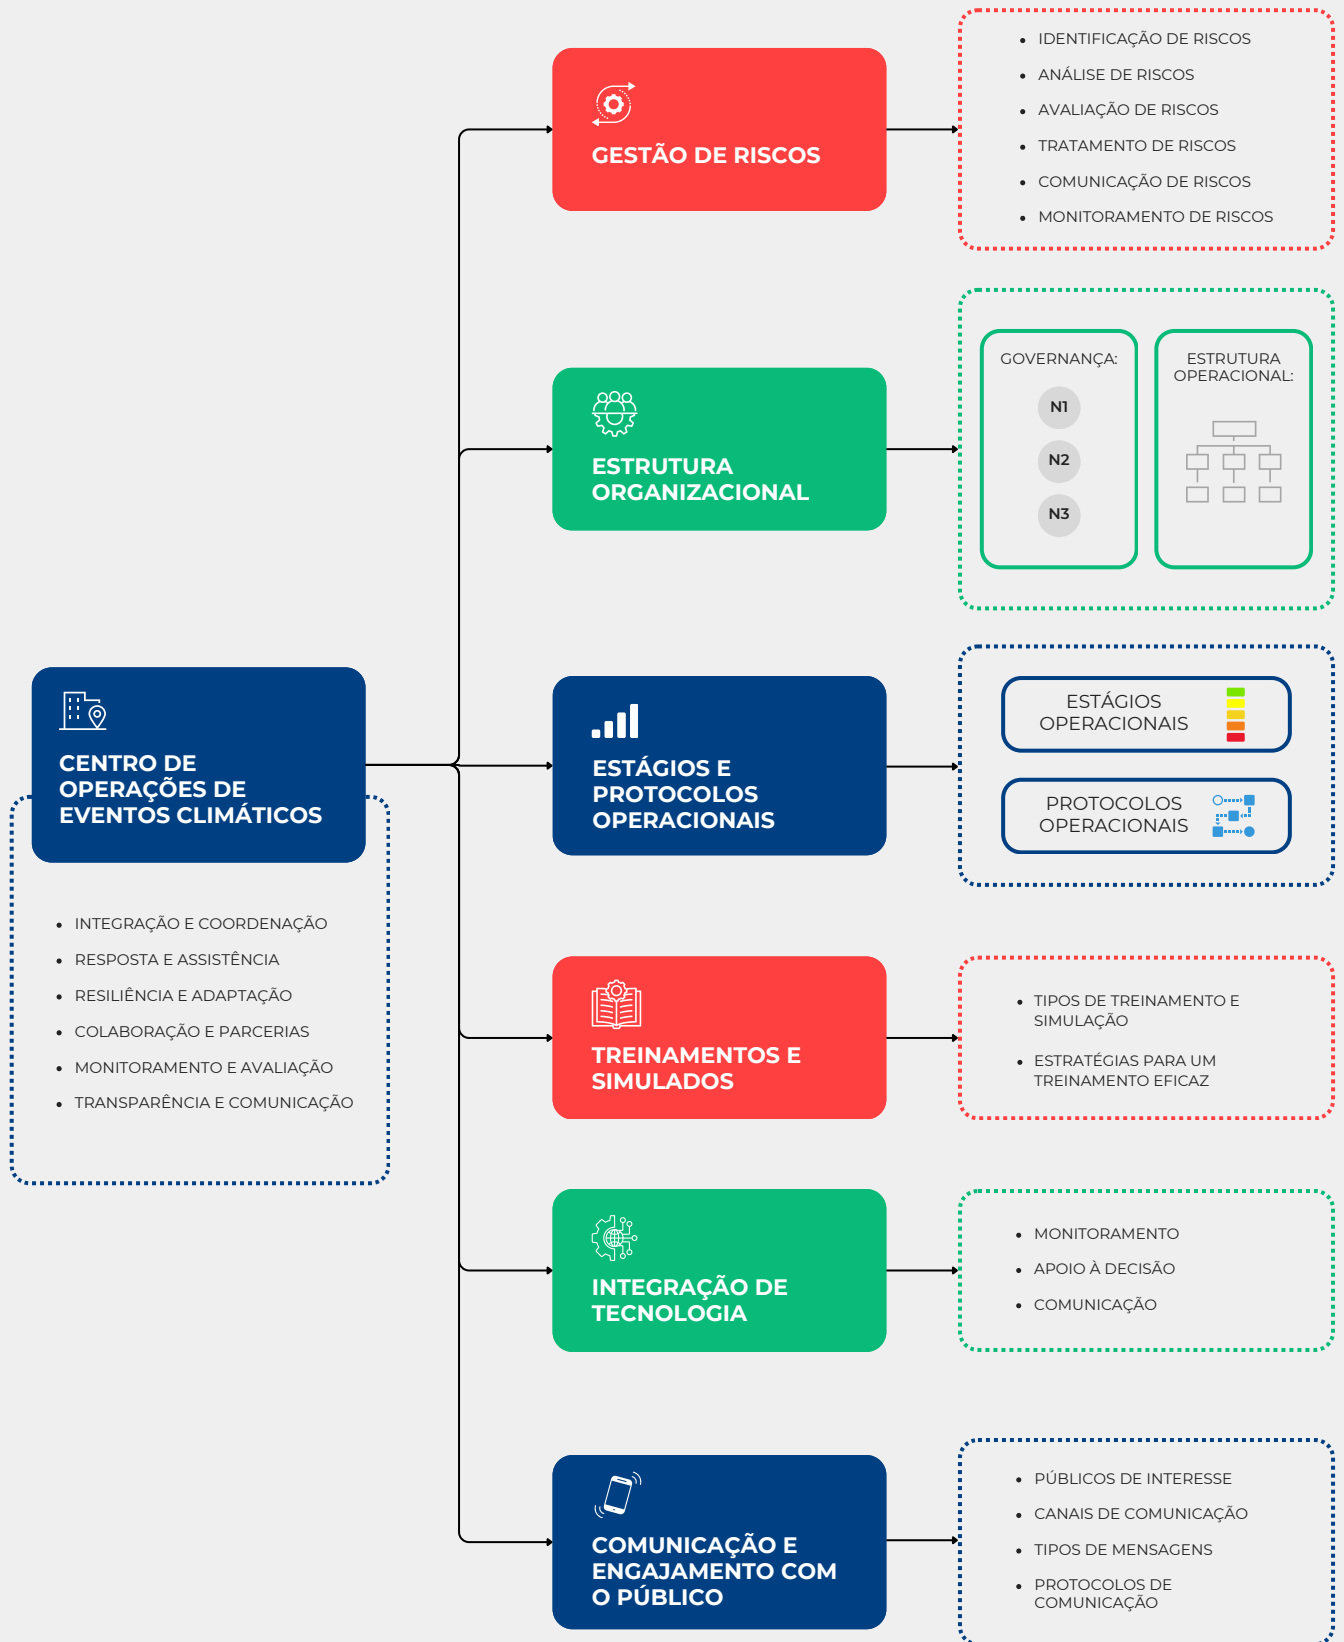 GESTÃO DE RISCOS
IDENTIFICAÇÃO DE RISCOS
ANÁLISE DE RISCOS
AVALIAÇÃO DE RISCOS
TRATAMENTO DE RISCOS
COMUNICAÇÃO DE RISCOS
MONITORAMENTO DE RISCOS
ESTRUTURA
ORGANIZACIONAL
GOVERNANÇA:
N1
N2
N3
ESTRUTURA
OPERACIONAL:
CENTRO DE
OPERAÇÕES DE
EVENTOS CLIMÁTICOS
INTEGRAÇÃO E COORDENAÇÃO
RESPOSTA E ASSISTÊNCIA
RESILIÊNCIA E ADAPTAÇÃO
COLABORAÇÃO E PARCERIAS
MONITORAMENTO E AVALIAÇÃO
TRANSPARÊNCIA E COMUNICAÇÃO
ESTÁGIOS E
PROTOCOLOS
OPERACIONAIS
ESTÁGIOS
OPERACIONAIS
PROTOCOLOS
OPERACIONAIS
TREINAMENTOS E
SIMULADOS
TIPOS DE TREINAMENTO E
SIMULAÇÃO
ESTRATÉGIAS PARA UM
TREINAMENTO EFICAZ
INTEGRAÇÃO DE
TECNOLOGIA
MONITORAMENTO
APOIO À DECISÃO
COMUNICAÇÃO
COMUNICAÇÃO E
ENGAJAMENTO COM
O PÚBLICO
PÚBLICOS DE INTERESSE
CANAIS DE COMUNICAÇÃO
TIPOS DE MENSAGENS
PROTOCOLOS DE
COMUNICAÇÃO